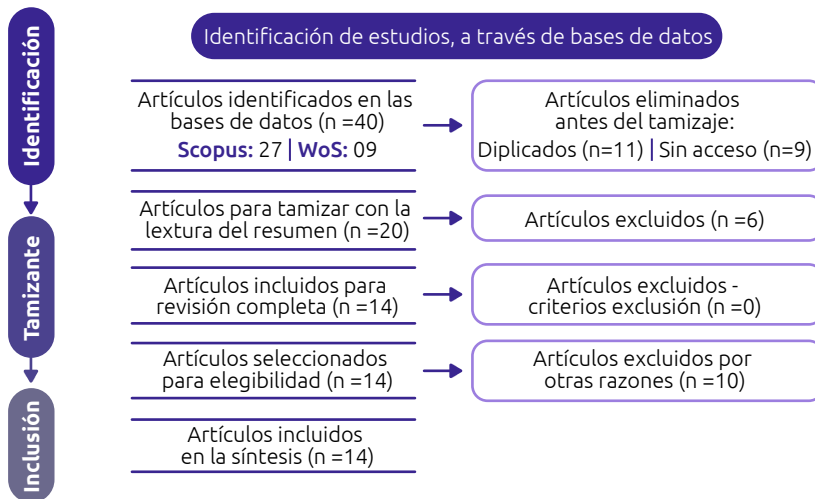 Identificación de estudios, a través de bases de datos
Identificación
Artículos identificados en las
bases de datos (n =40)
Scopus: 27 | WoS: 09
Artículos eliminados
antes del tamizaje:
Diplicados (n=11) | Sin acceso (n=9)
Tamizante
Artículos para tamizar con la
lextura del resumen (n =20)
Artículos excluidos (n =6)
Artículos incluidos para
revisión completa (n =14)
Artículos excluidos -
criterios exclusión (n =0)
Artículos seleccionados
para elegibilidad (n =14)
Artículos excluidos por
otras razones (n =10)
Inclusión
Artículos incluidos
en la síntesis (n =14)